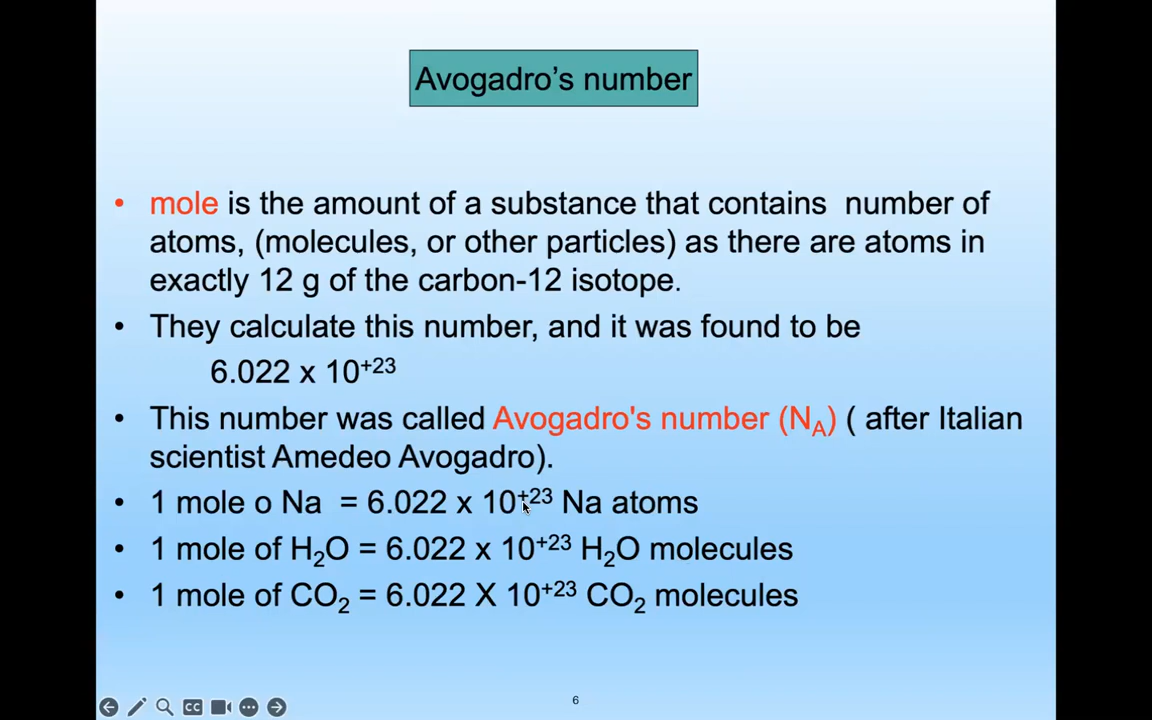 Avogadro's number
• mole is the amount of a substance that contains  number of
atoms, (molecules, or other particles) as there are atoms in
exactly 12 g of the carbon-12 isotope.
• They calculate this number, and it was found to be
6.022 x 10⁺²³
• This number was called Avogadro's number (N_A) ( after Italian
scientist Amedeo Avogadro).
• 1 mole o Na  = 6.022 x 10⁺²³ Na atoms
• 1 mole of H₂O = 6.022 x 10⁺²³ H₂O molecules
• 1 mole of CO₂ = 6.022 X 10⁺²³ CO₂ molecules
CC
6